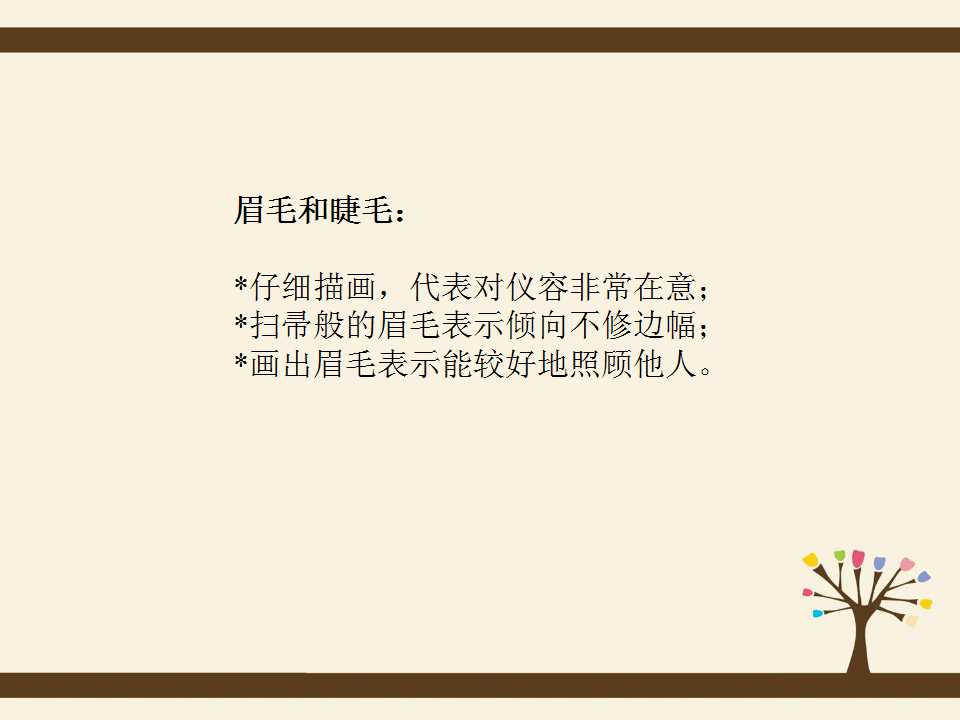 眉毛和睫毛：
*仔细描画，代表对仪容非常在意；
*扫帚般的眉毛表示倾向不修边幅；
*画出眉毛表示能较好地照顾他人。